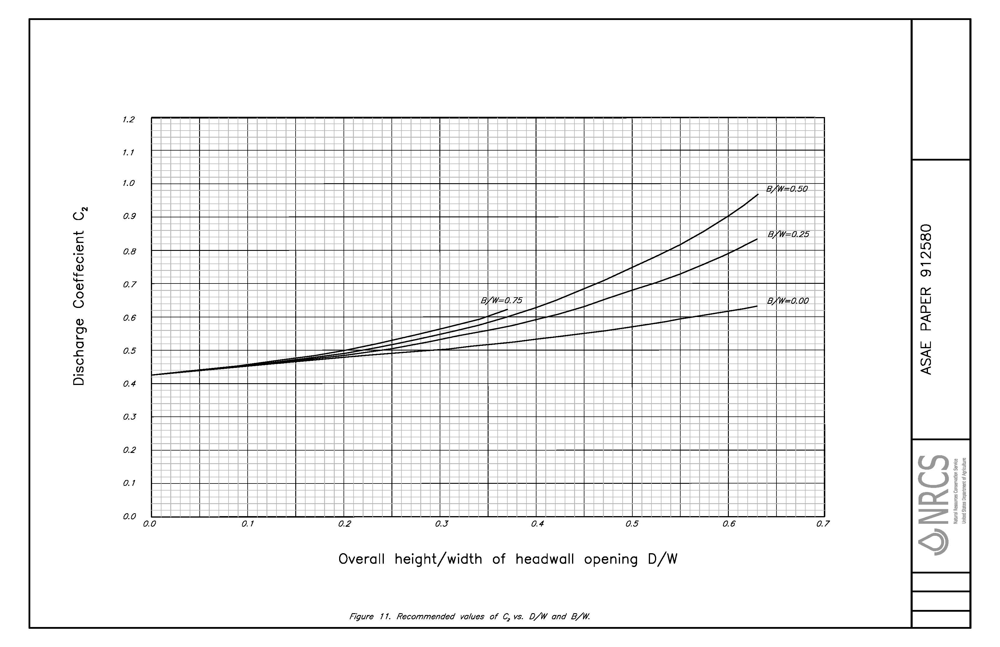 1.2
1.1
1.0
0.9
0.8
0.7
0.6
0.5
0.4
0.3
0.2
0.1
0.0
0.0 0.1 0.2 0.3 0.4 0.5 0.6 0.7
Discharge Coeffecient C₂
B/W=0.50
B/W=0.25
B/W=0.75
B/W=0.00
Overall height/width of headwall opening D/W
Figure 11. Recommended values of C₂ vs. D/W and B/W.
ASAE PAPER 912580
NRCS
Natural Resources Conservation Service
United States Department of Agriculture